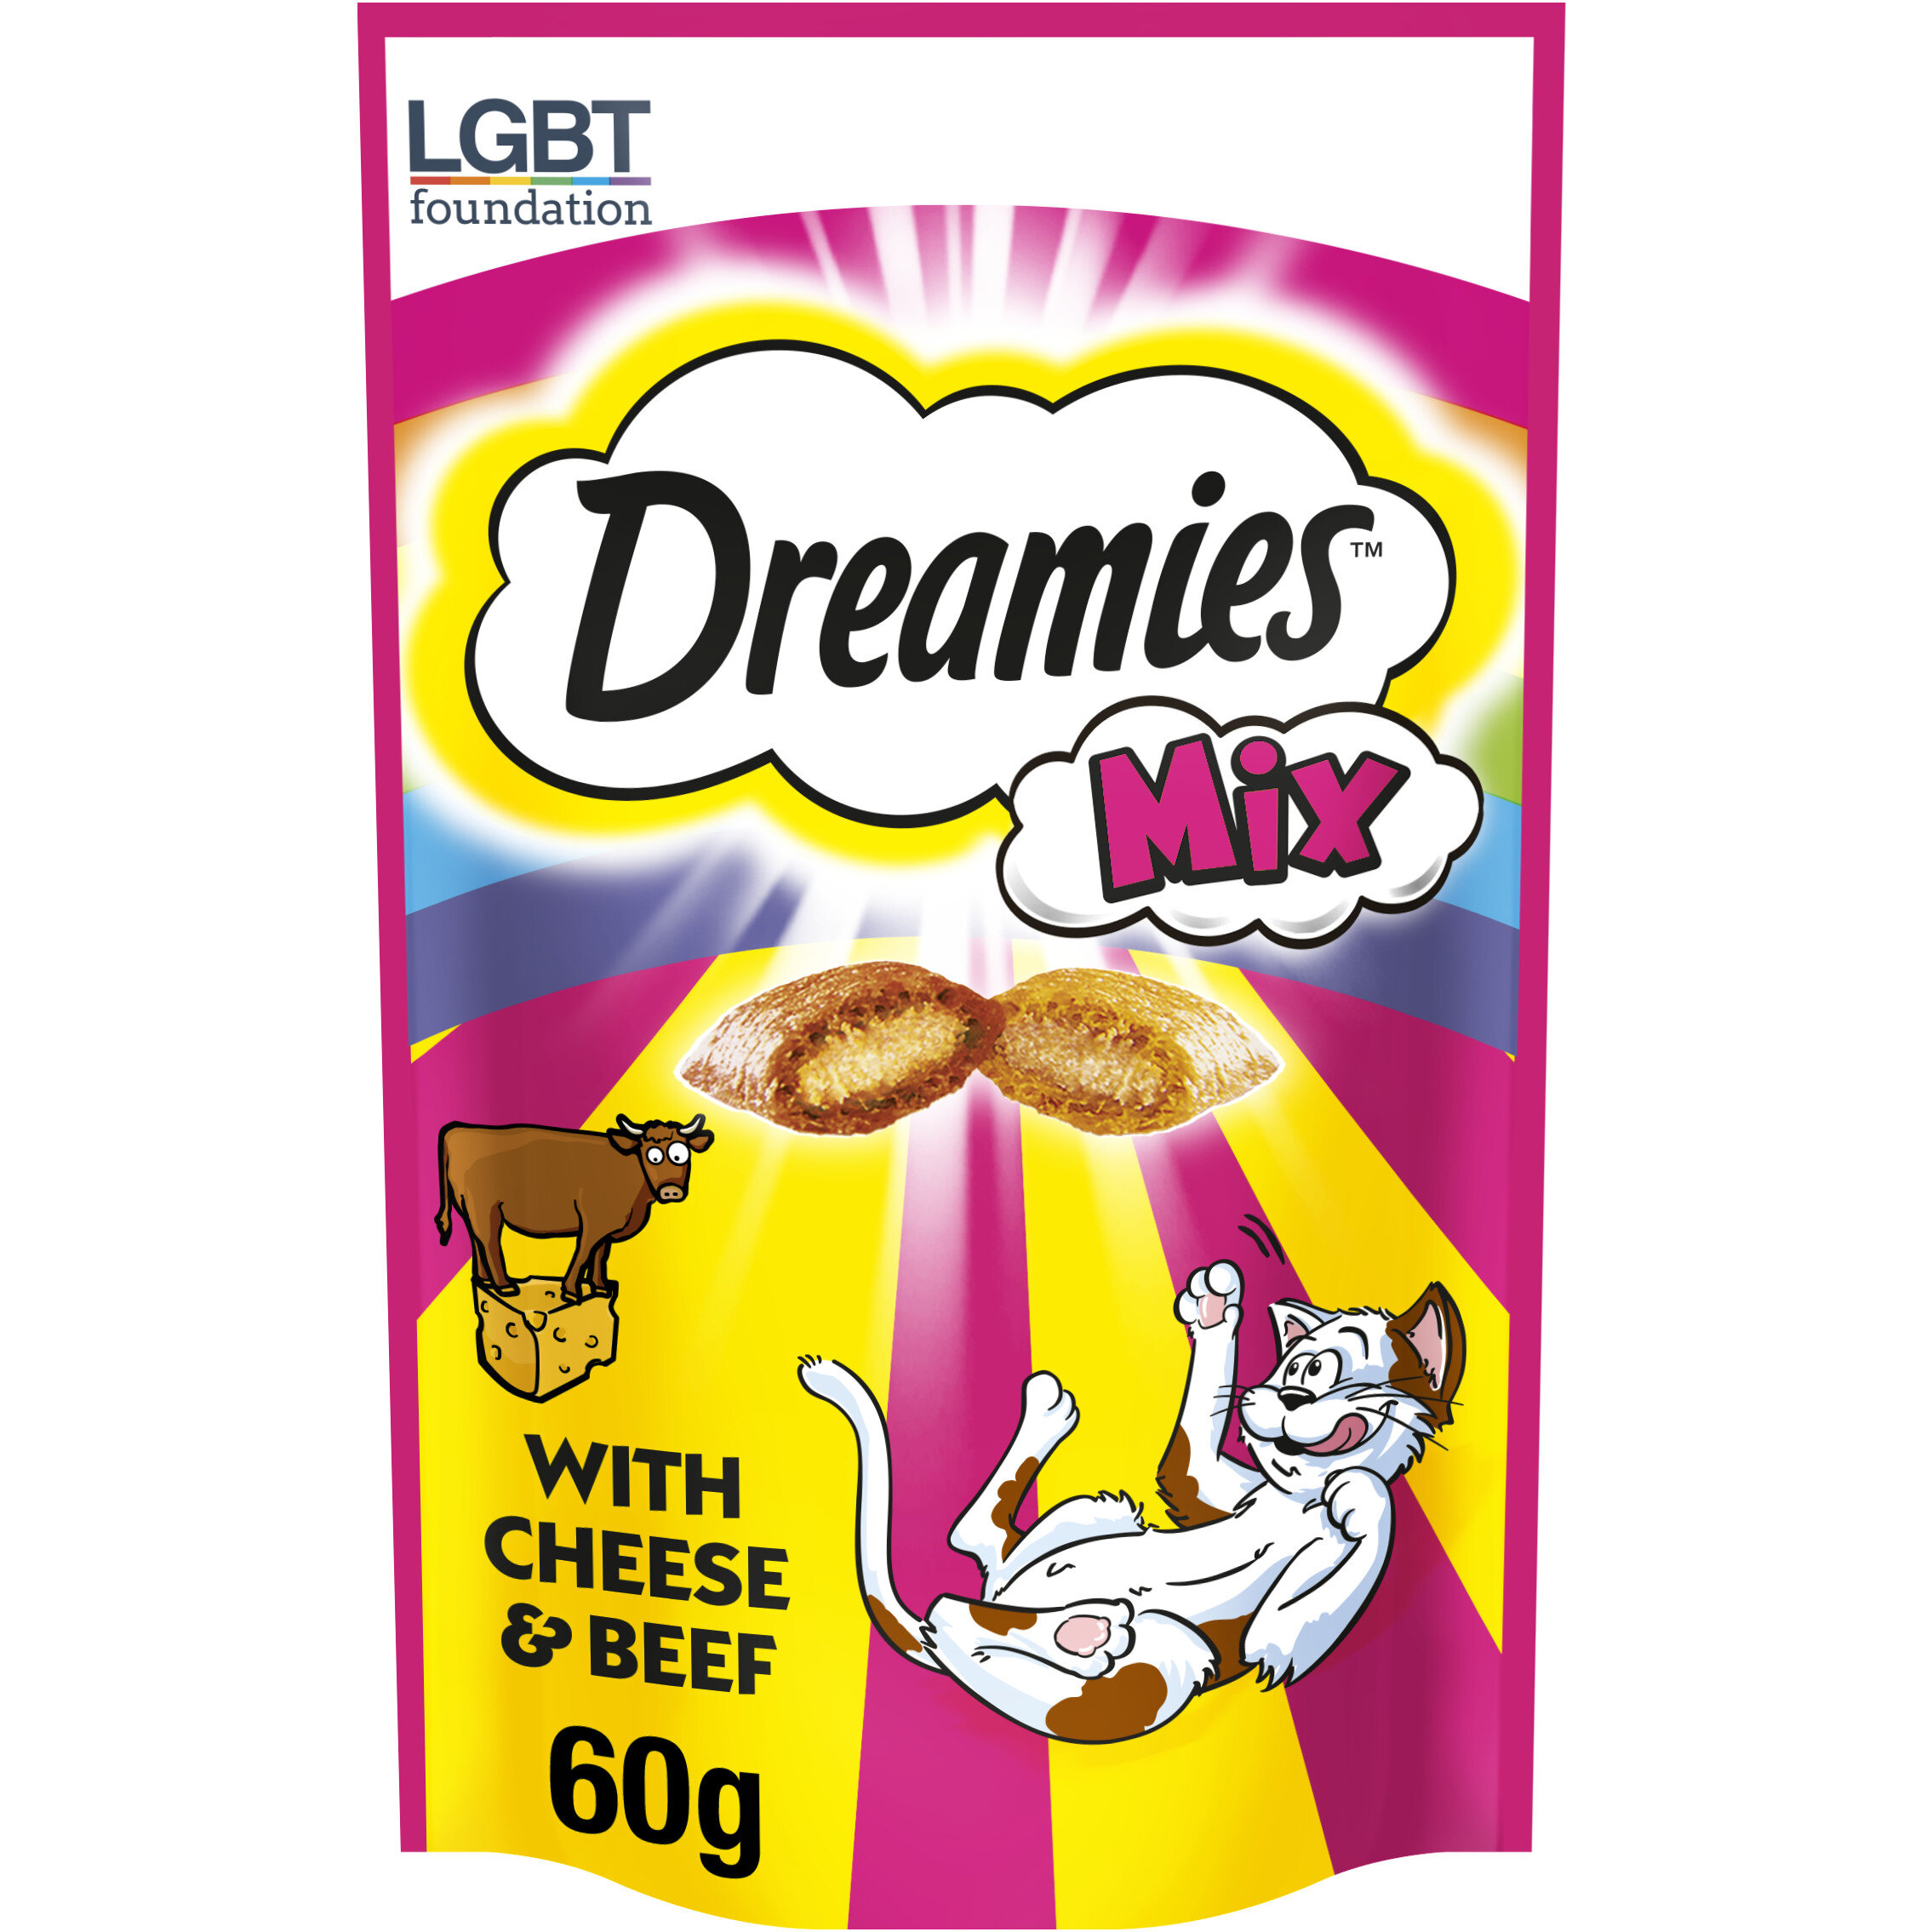 LGBT
foundation
Dreamies™
Mix
WITH
CHEESE
& BEEF
60g